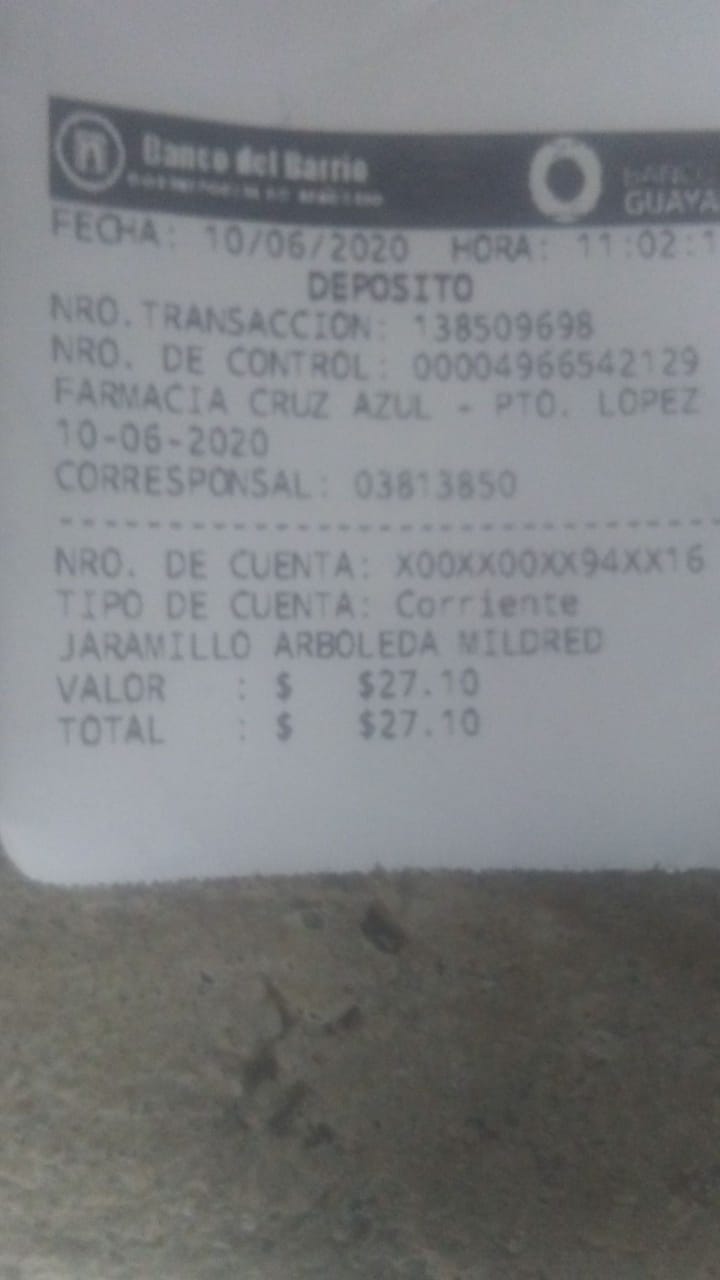 Banco del Barrio
BANCO
GUAYA
FECHA: 10/06/2020 HORA: 11:02:1
DEPOSITO
NRO.TRANSACCION: 138509698
NRO. DE CONTROL: 00004966542129
FARMACIA CRUZ AZUL - PTO. LOPEZ
10-06-2020
CORRESPONSAL: 03813850
NRO. DE CUENTA: X00XX00XX94XX16
TIPO DE CUENTA: Corriente
JARAMILLO ARBOLEDA MILDRED
VALOR : $ $27.10
TOTAL : $ $27.10